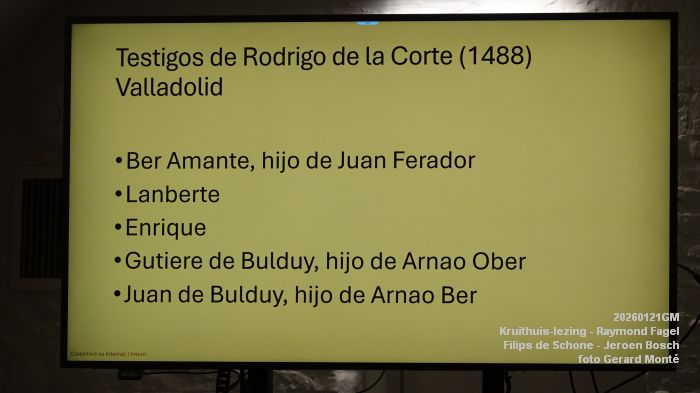 Testigos de Rodrigo de la Corte (1488)
Valladolid
•Ber Amante, hijo de Juan Ferador
•Lanberte
•Enrique
•Gutiere de Bulduy, hijo de Arnao Ober
•Juan de Bulduy, hijo de Arnao Ber
Classified as Internal | Intern
20260121GM
Kruithuis-lezing - Raymond Fagel
Filips de Schone - Jeroen Bosch
foto Gerard Monté